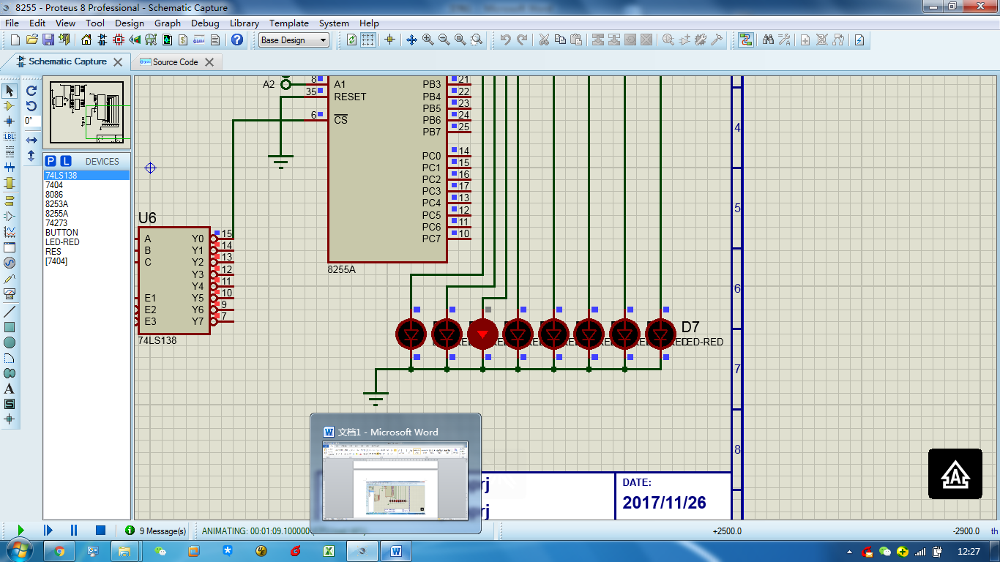 8255 - Proteus 8 Professional - Schematic Capture
File Edit View Tool Design Graph Debug Library Template System Help
Base Design
Schematic Capture
Source Code
0°
P L DEVICES
74LS138
7404
8086
8253A
8255A
74273
BUTTON
LED-RED
RES
[7404]
A2
8 A1
35 RESET
6 CS
PB3 21
PB4 22
PB5 23
PB6 24
PB7 25
PC0 14
PC1 15
PC2 16
PC3 17
PC4 13
PC5 12
PC6 11
PC7 10
8255A
U6
A Y0 15
B Y1 14
C Y2 13
Y3 12
Y4 11
E1 Y5 10
E2 Y6 9
E3 Y7 7
74LS138
D7
LED-RED
4
5
6
7
8
文档1 - Microsoft Word
rj
rj
DATE:
2017/11/26
A
9 Message(s)
ANIMATING: 00:01:09.100000
+2500.0
-2900.0
th
12:27